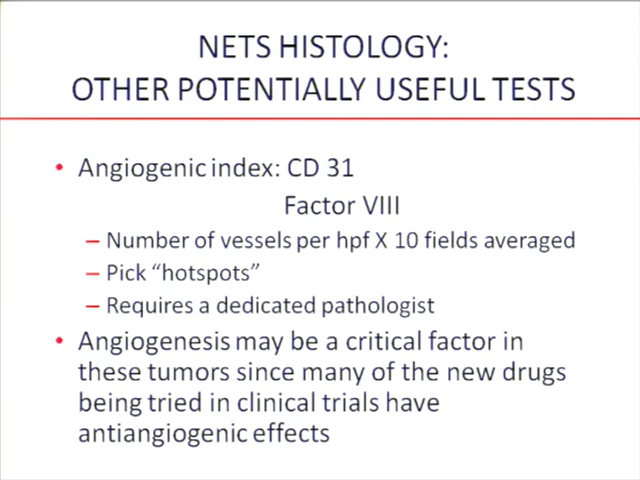 NETS HISTOLOGY:
OTHER POTENTIALLY USEFUL TESTS
• Angiogenic index: CD 31
Factor VIII
– Number of vessels per hpf X 10 fields averaged
– Pick “hotspots”
– Requires a dedicated pathologist
• Angiogenesis may be a critical factor in
these tumors since many of the new drugs
being tried in clinical trials have
antiangiogenic effects